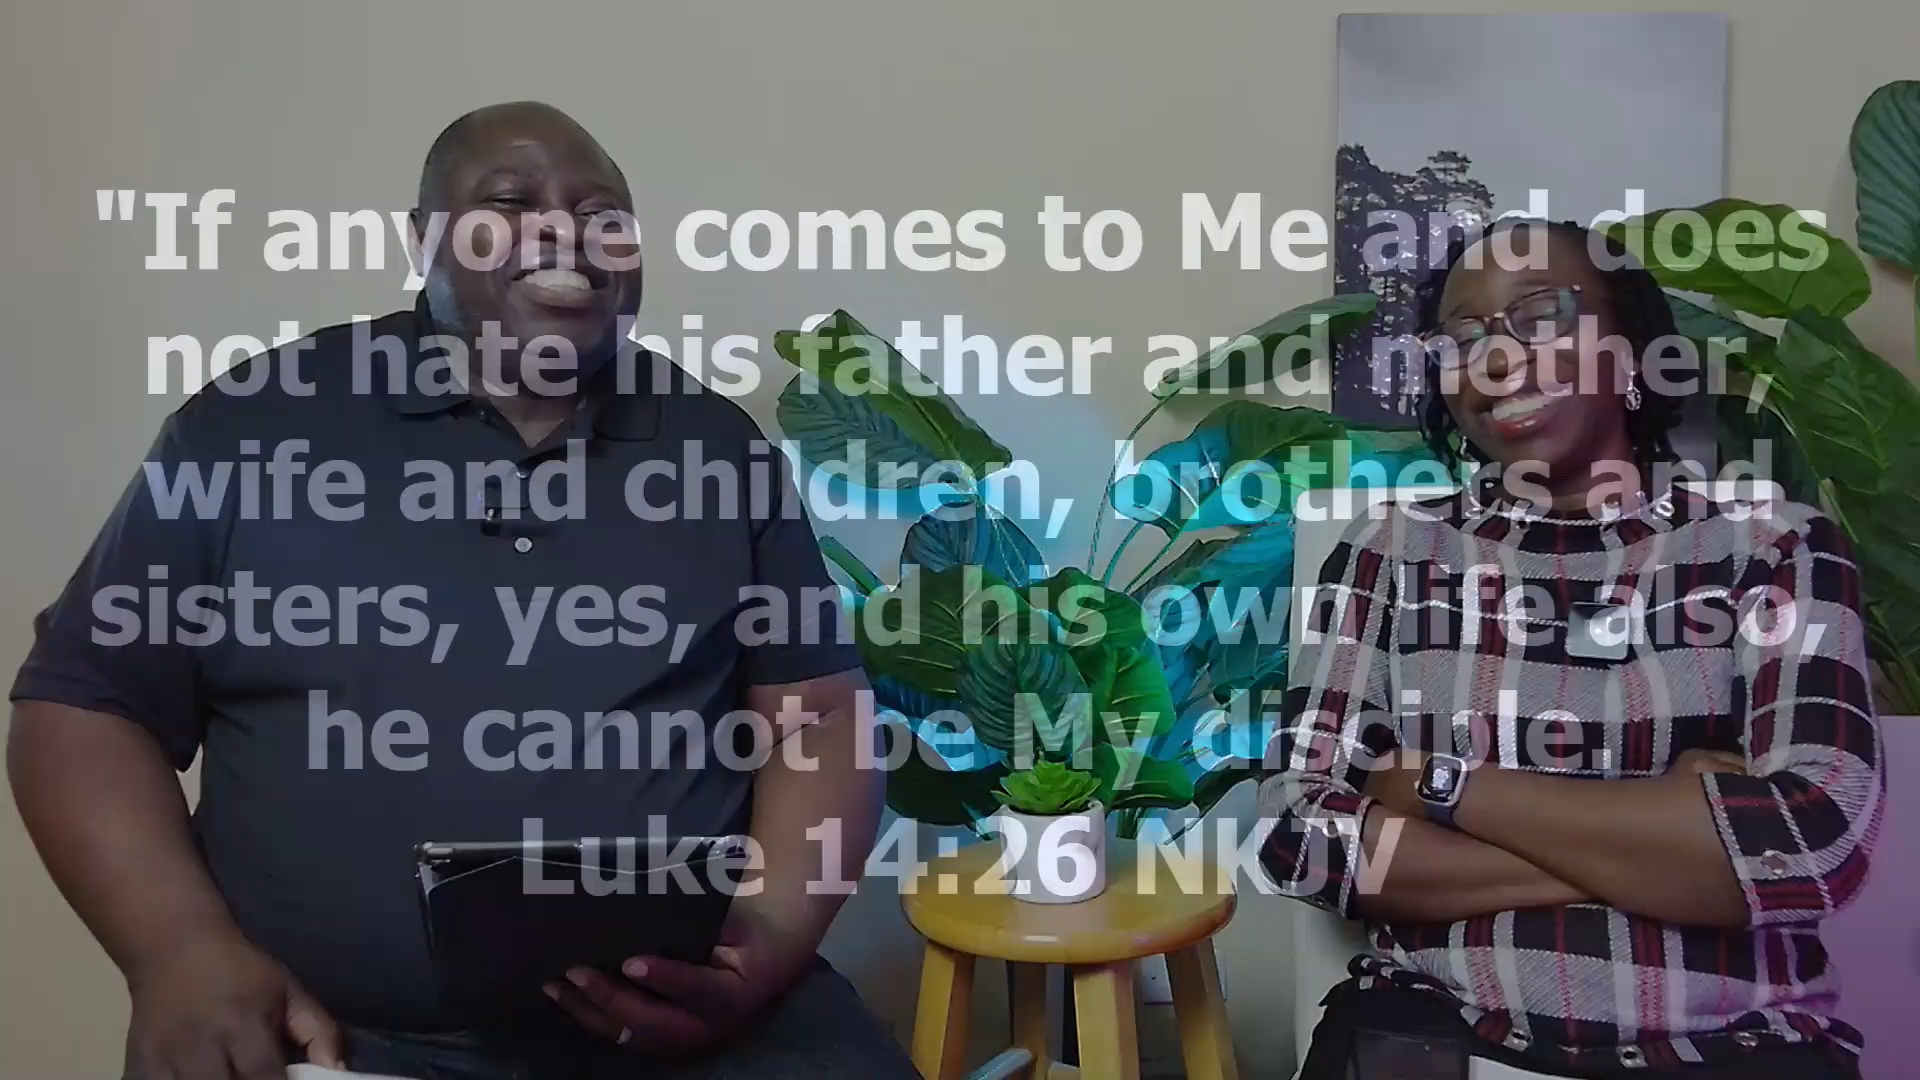 "If anyone comes to Me and does
not hate his father and mother,
wife and children, brothers and
sisters, yes, and his own life also,
he cannot be My disciple.
Luke 14:26 NKJV